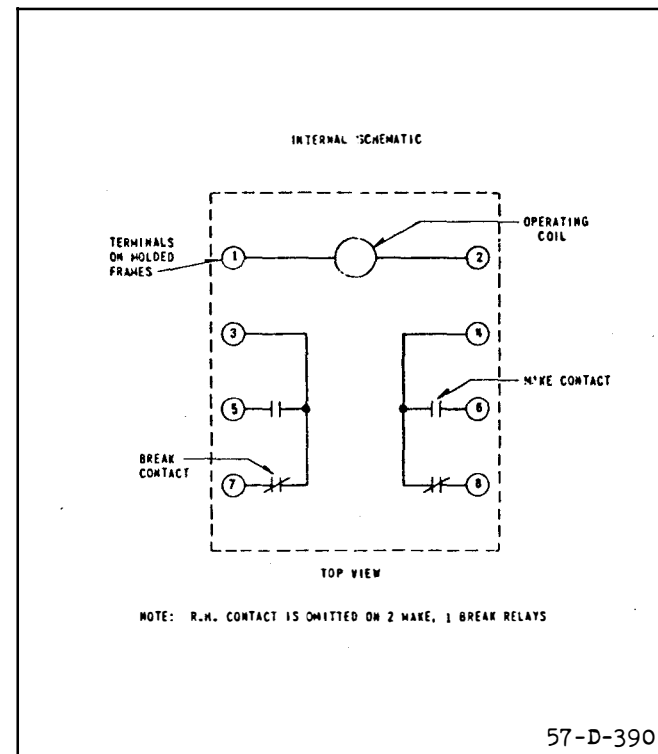 INTERNAL SCHEMATIC
OPERATING
COIL
TERMINALS
ON MOLDED
FRAMES
1
2
3
4
5
6
MAKE CONTACT
BREAK
CONTACT
7
8
TOP VIEW
NOTE: R.H. CONTACT IS OMITTED ON 2 MAKE, 1 BREAK RELAYS
57-D-390